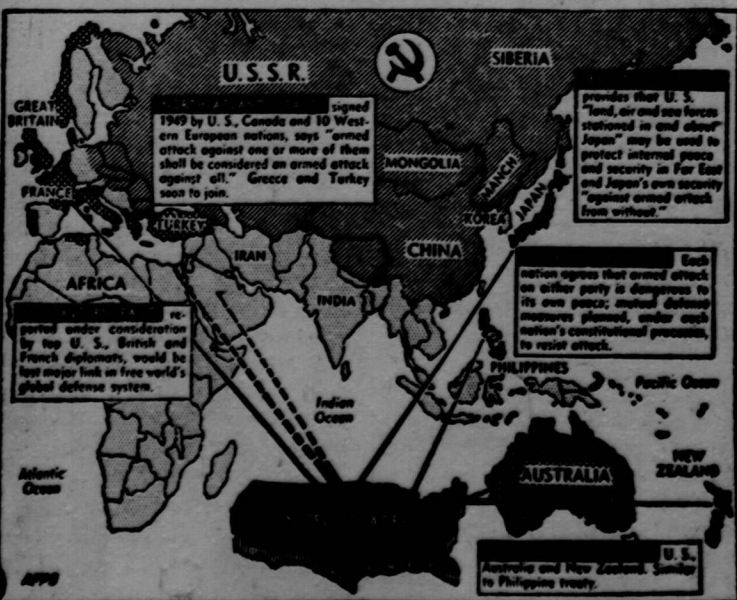 U.S.S.R.
SIBERIA
GREAT
BRITAIN
signed
1949 by U. S., Canada and 10 West-
ern European nations, says "armed
attack against one or more of them
shall be considered an armed attack
against all." Greece and Turkey
soon to join.
provides that U. S.
"land, air and sea forces
stationed in and about
Japan" may be used to
protect internal peace
and security in Far East
and Japan's own security
"against armed attack
from without."
MONGOLIA
MANCH
JAPAN
FRANCE
TURKEY
KOREA
IRAN
CHINA
AFRICA
INDIA
Each
nation agrees that armed attack
on either party is dangerous to
its own peace; mutual defense
measures planned, under each
nation's constitutional processes,
to resist attack.
re-
ported under consideration
by top U. S., British and
French diplomats, would be
last major link in free world's
global defense system.
PHILIPPINES
Pacific Ocean
Indian
Ocean
Atlantic
Ocean
AUSTRALIA
NEW
ZEALAND
U. S.,
Australia and New Zealand. Similar
to Philippine treaty.